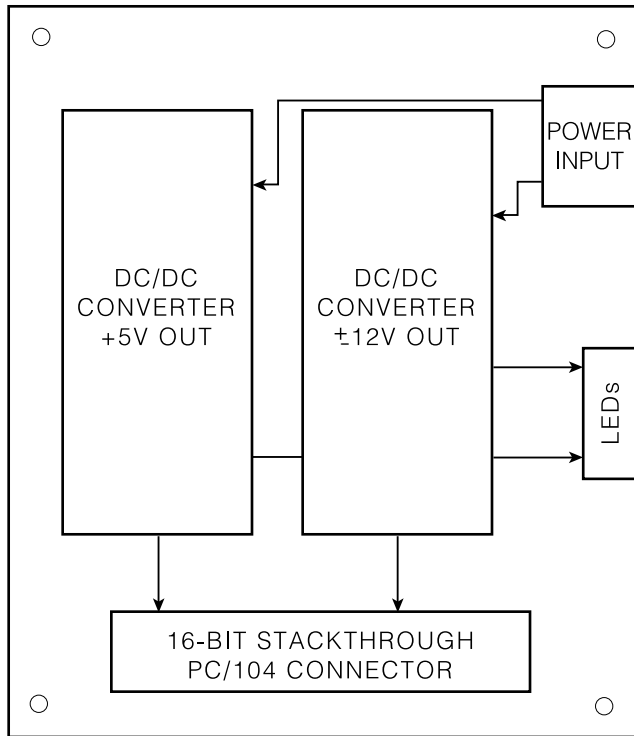 POWER
INPUT
DC/DC
CONVERTER
+5V OUT
DC/DC
CONVERTER
±12V OUT
LEDs
16-BIT STACKTHROUGH
PC/104 CONNECTOR